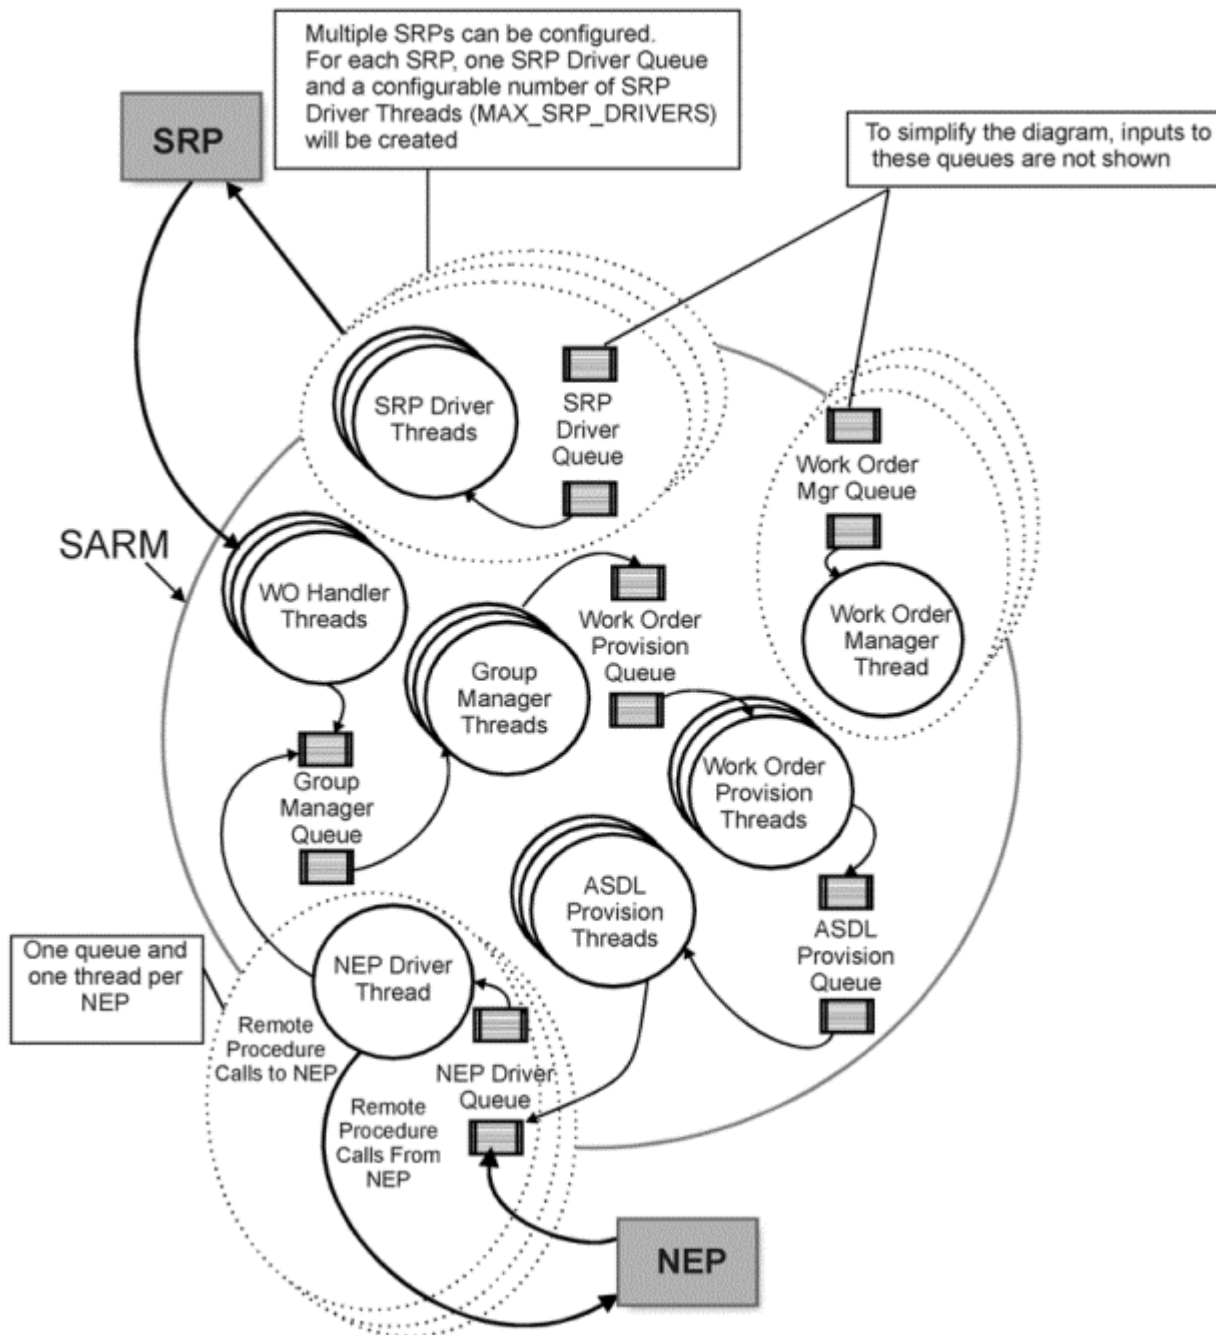 Multiple SRPs can be configured.
For each SRP, one SRP Driver Queue
and a configurable number of SRP
Driver Threads (MAX_SRP_DRIVERS)
will be created
SRP
To simplify the diagram, inputs to
these queues are not shown
SRP Driver
Threads
SRP
Driver
Queue
Work Order
Mgr Queue
SARM
WO Handler
Threads
Work Order
Provision
Queue
Work Order
Manager
Thread
Group
Manager
Threads
Group
Manager
Queue
Work Order
Provision
Threads
ASDL
Provision
Threads
ASDL
Provision
Queue
One queue and
one thread per
NEP
NEP Driver
Thread
Remote
Procedure
Calls to NEP
NEP Driver
Queue
Remote
Procedure
Calls From
NEP
NEP